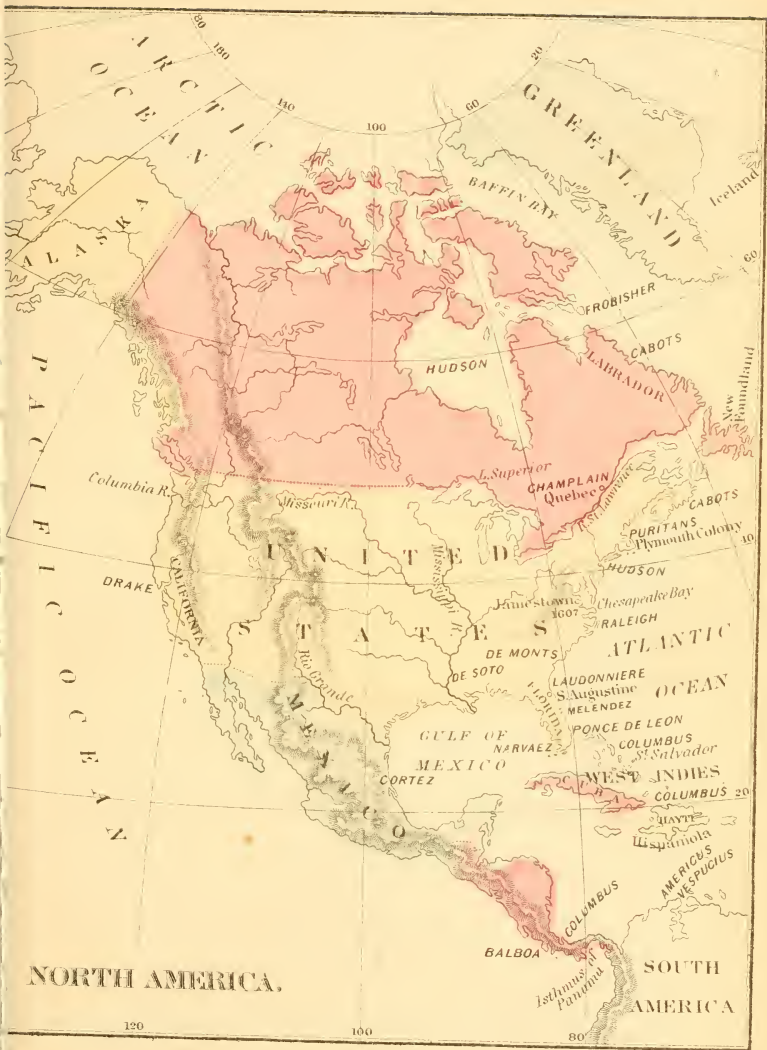 80
180
140
100
60
20
ARCTIC
OCEAN
GREENLAND
BAFFIN BAY
Iceland
ALASKA
60
FROBISHER
CABOTS
LABRADOR
HUDSON
New
Foundland
PACIFIC OCEAN
L. Superior
CHAMPLAIN
Quebec
R. St. Lawrence
CABOTS
Columbia R.
Missouri R.
PURITANS
Plymouth Colony
40
UNITED
Mississippi R.
HUDSON
DRAKE
CALIFORNIA
Jamestown
1607
Chesapeake Bay
RALEIGH
STATES
ATLANTIC
OCEAN
DE MONTS
DE SOTO
Rio Grande
LAUDONNIERE
S. Augustine
MELENDEZ
FLORIDA
MEXICO
GULF OF
MEXICO
NARVAEZ
PONCE DE LEON
COLUMBUS
St. Salvador
CORTEZ
WEST INDIES
CUBA
COLUMBUS
20
HAYTI
Hispaniola
AMERICUS
VESPUCIUS
COLUMBUS
BALBOA
Isthmus of
Panama
SOUTH
AMERICA
NORTH AMERICA.
120
100
80